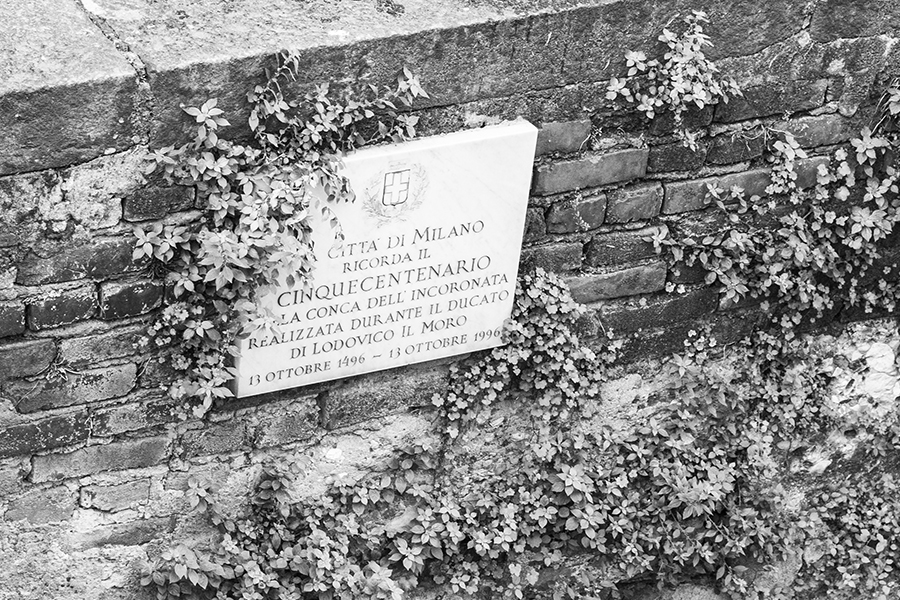 CITTA' DI MILANO
RICORDA IL
CINQUECENTENARIO
LA CONCA DELL'INCORONATA
REALIZZATA DURANTE IL DUCATO
DI LODOVICO IL MORO
13 OTTOBRE 1496 – 13 OTTOBRE 1996